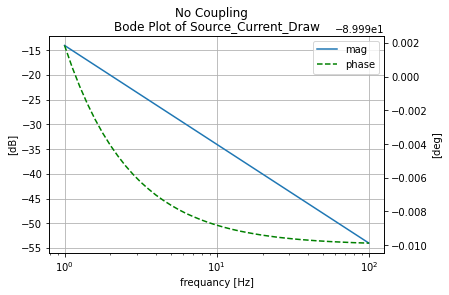 No Coupling
Bode Plot of Source_Current_Draw
−8.999e1
mag
phase
−15
−20
−25
−30
−35
−40
−45
−50
−55
[dB]
0.002
0.000
−0.002
−0.004
−0.006
−0.008
−0.010
[deg]
10⁰
10¹
10²
frequancy [Hz]